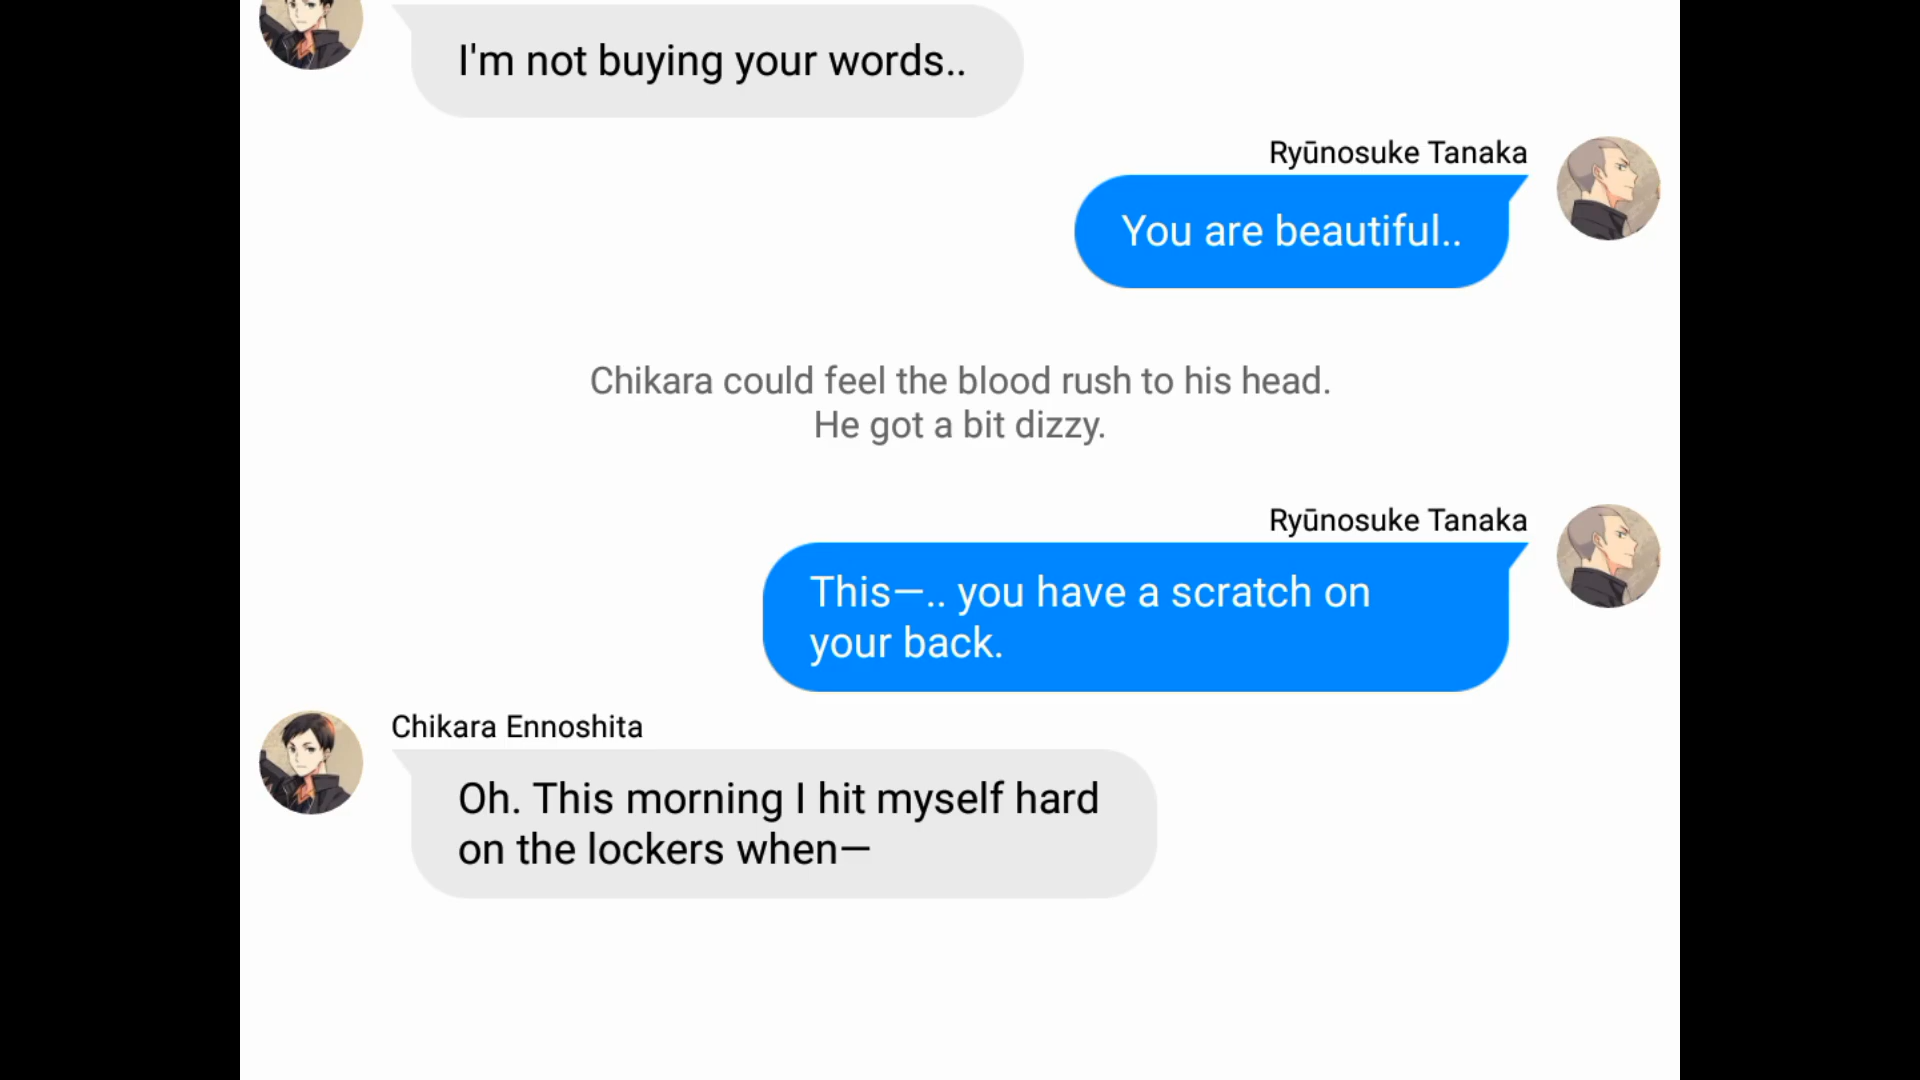 I'm not buying your words..
Ryūnosuke Tanaka
You are beautiful..
Chikara could feel the blood rush to his head.
He got a bit dizzy.
Ryūnosuke Tanaka
This—.. you have a scratch on
your back.
Chikara Ennoshita
Oh. This morning I hit myself hard
on the lockers when—